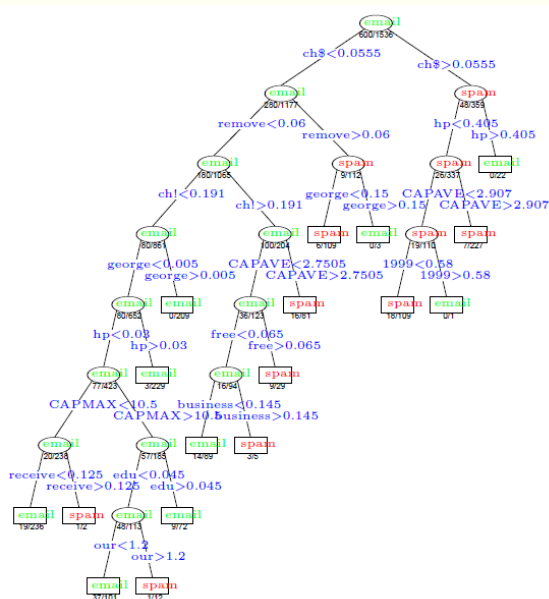 email
600/1536
ch$<0.0555
ch$>0.0555
email
280/1177
spam
48/359
remove<0.06
remove>0.06
hp<0.405
hp>0.405
email
180/1065
spam
9/112
spam
26/337
email
0/22
ch!<0.191
ch!>0.191
george<0.15
george>0.15
CAPAVE<2.907
CAPAVE>2.907
email
80/861
email
100/204
spam
6/109
email
0/3
spam
19/110
spam
7/227
george<0.005
george>0.005
CAPAVE<2.7505
CAPAVE>2.7505
1999<0.58
1999>0.58
email
80/652
email
0/209
email
36/123
spam
16/81
spam
18/109
email
0/1
hp<0.03
hp>0.03
free<0.065
free>0.065
email
77/423
email
3/229
email
16/94
spam
9/29
CAPMAX<10.5
CAPMAX>10.5
business<0.145
business>0.145
email
20/238
email
57/185
email
14/89
spam
3/5
receive<0.125
receive>0.125
edu<0.045
edu>0.045
email
19/236
spam
1/2
email
48/113
email
9/72
our<1.2
our>1.2
email
37/101
spam
1/12